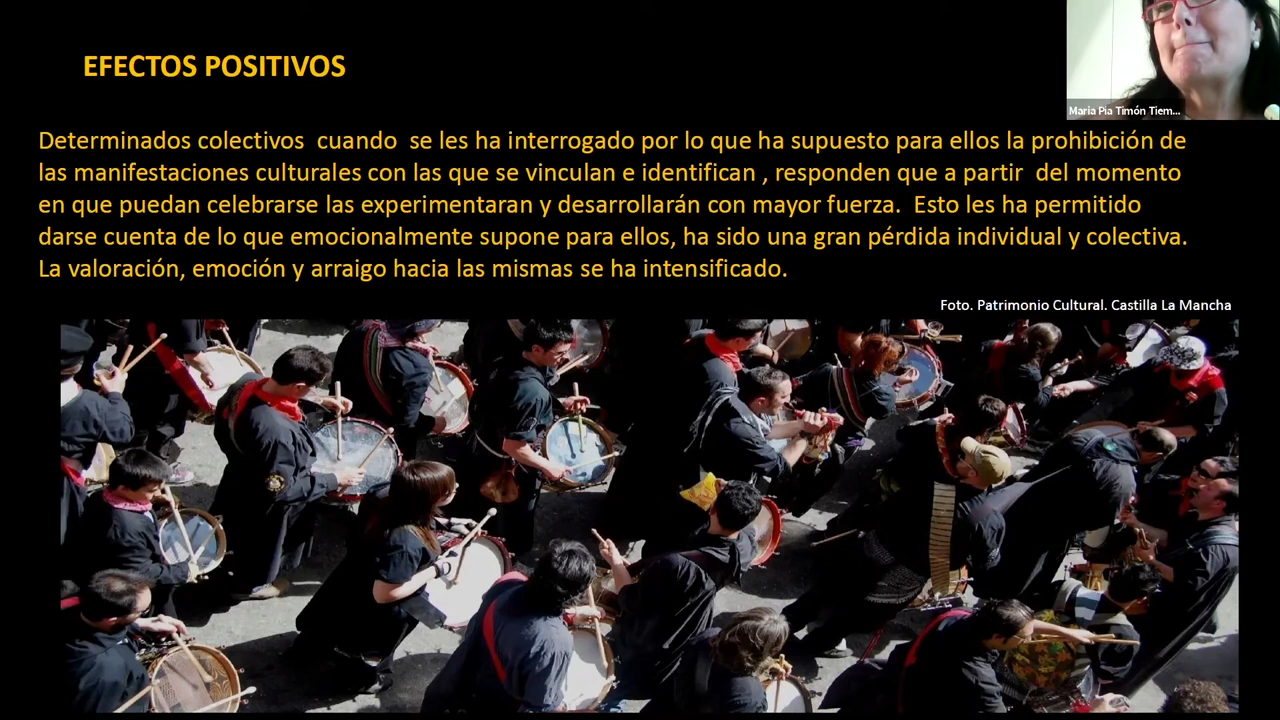 EFECTOS POSITIVOS
Maria Pia Timón Tiem...
Determinados colectivos cuando se les ha interrogado por lo que ha supuesto para ellos la prohibición de
las manifestaciones culturales con las que se vinculan e identifican , responden que a partir del momento
en que puedan celebrarse las experimentaran y desarrollarán con mayor fuerza. Esto les ha permitido
darse cuenta de lo que emocionalmente supone para ellos, ha sido una gran pérdida individual y colectiva.
La valoración, emoción y arraigo hacia las mismas se ha intensificado.
Foto. Patrimonio Cultural. Castilla La Mancha